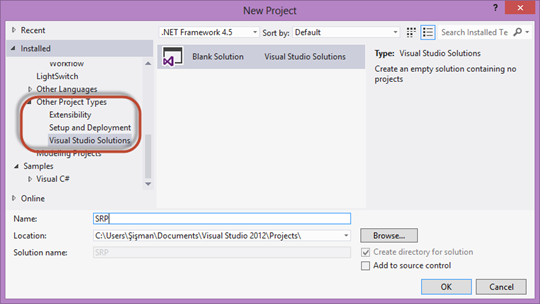 New Project
Recent
.NET Framework 4.5
Sort by: Default
Search Installed Te
Installed
Workflow
LightSwitch
Other Languages
Other Project Types
Extensibility
Setup and Deployment
Visual Studio Solutions
Modeling Projects
Samples
Visual C#
Online
Blank Solution
Visual Studio Solutions
Type: Visual Studio Solutions
Create an empty solution containing no
projects
Name:
SRP
Location:
C:\Users\Şişman\Documents\Visual Studio 2012\Projects\
Browse...
Solution name:
SRP
Create directory for solution
Add to source control
OK
Cancel